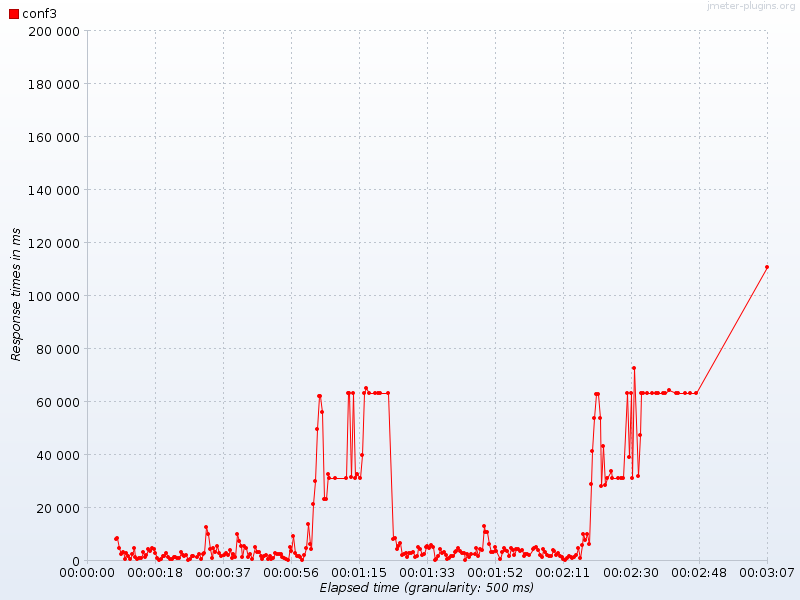 jmeter-plugins.org
conf3
200 000
180 000
160 000
140 000
120 000
100 000
80 000
60 000
40 000
20 000
0
Response times in ms
00:00:00 00:00:18 00:00:37 00:00:56 00:01:15 00:01:33 00:01:52 00:02:11 00:02:30 00:02:48 00:03:07
Elapsed time (granularity: 500 ms)